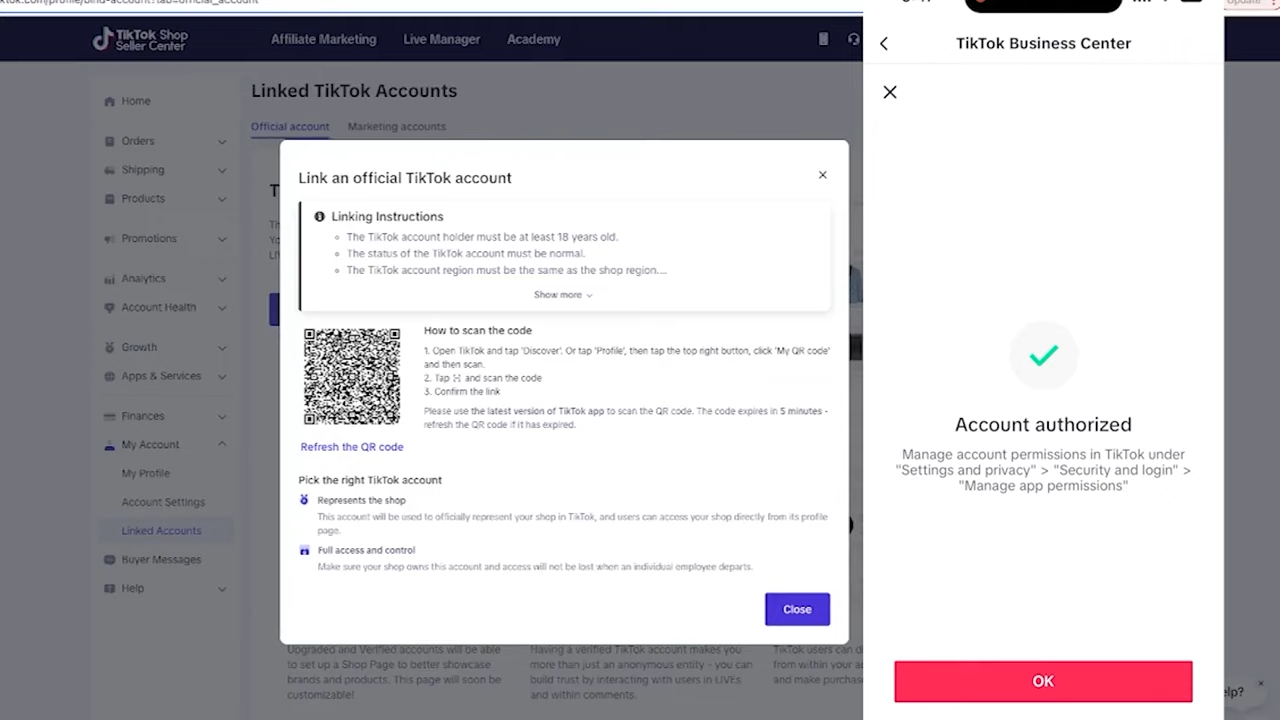 TikTok Shop
Seller Center
Affiliate Marketing
Live Manager
Academy
Home
Orders
Shipping
Products
Promotions
Analytics
Account Health
Growth
Apps & Services
Finances
My Account
My Profile
Account Settings
Linked Accounts
Buyer Messages
Help
Linked TikTok Accounts
Official account
Marketing accounts
Link an official TikTok account
Linking Instructions
The TikTok account holder must be at least 18 years old.
The status of the TikTok account must be normal.
The TikTok account region must be the same as the shop region....
Show more
How to scan the code
1. Open TikTok and tap 'Discover'. Or tap 'Profile', then tap the top right button, click 'My QR code'
and then scan.
2. Tap and scan the code
3. Confirm the link
Please use the latest version of TikTok app to scan the QR code. The code expires in 5 minutes -
refresh the QR code if it has expired.
Refresh the QR code
Pick the right TikTok account
Represents the shop
This account will be used to officially represent your shop in TikTok, and users can access your shop directly from its profile
page.
Full access and control
Make sure your shop owns this account and access will not be lost when an individual employee departs.
Close
Upgraded and Verified accounts will be able
to set up a Shop Page to better showcase
brands and products. This page will soon be
customizable!
Having a verified TikTok account makes you
more than just an anonymous entity - you can
build trust by interacting with users in LIVEs
and within comments.
TikTok users can
from within your
and make
TikTok Business Center
Account authorized
Manage account permissions in TikTok under
"Settings and privacy" > "Security and login" >
"Manage app permissions"
OK